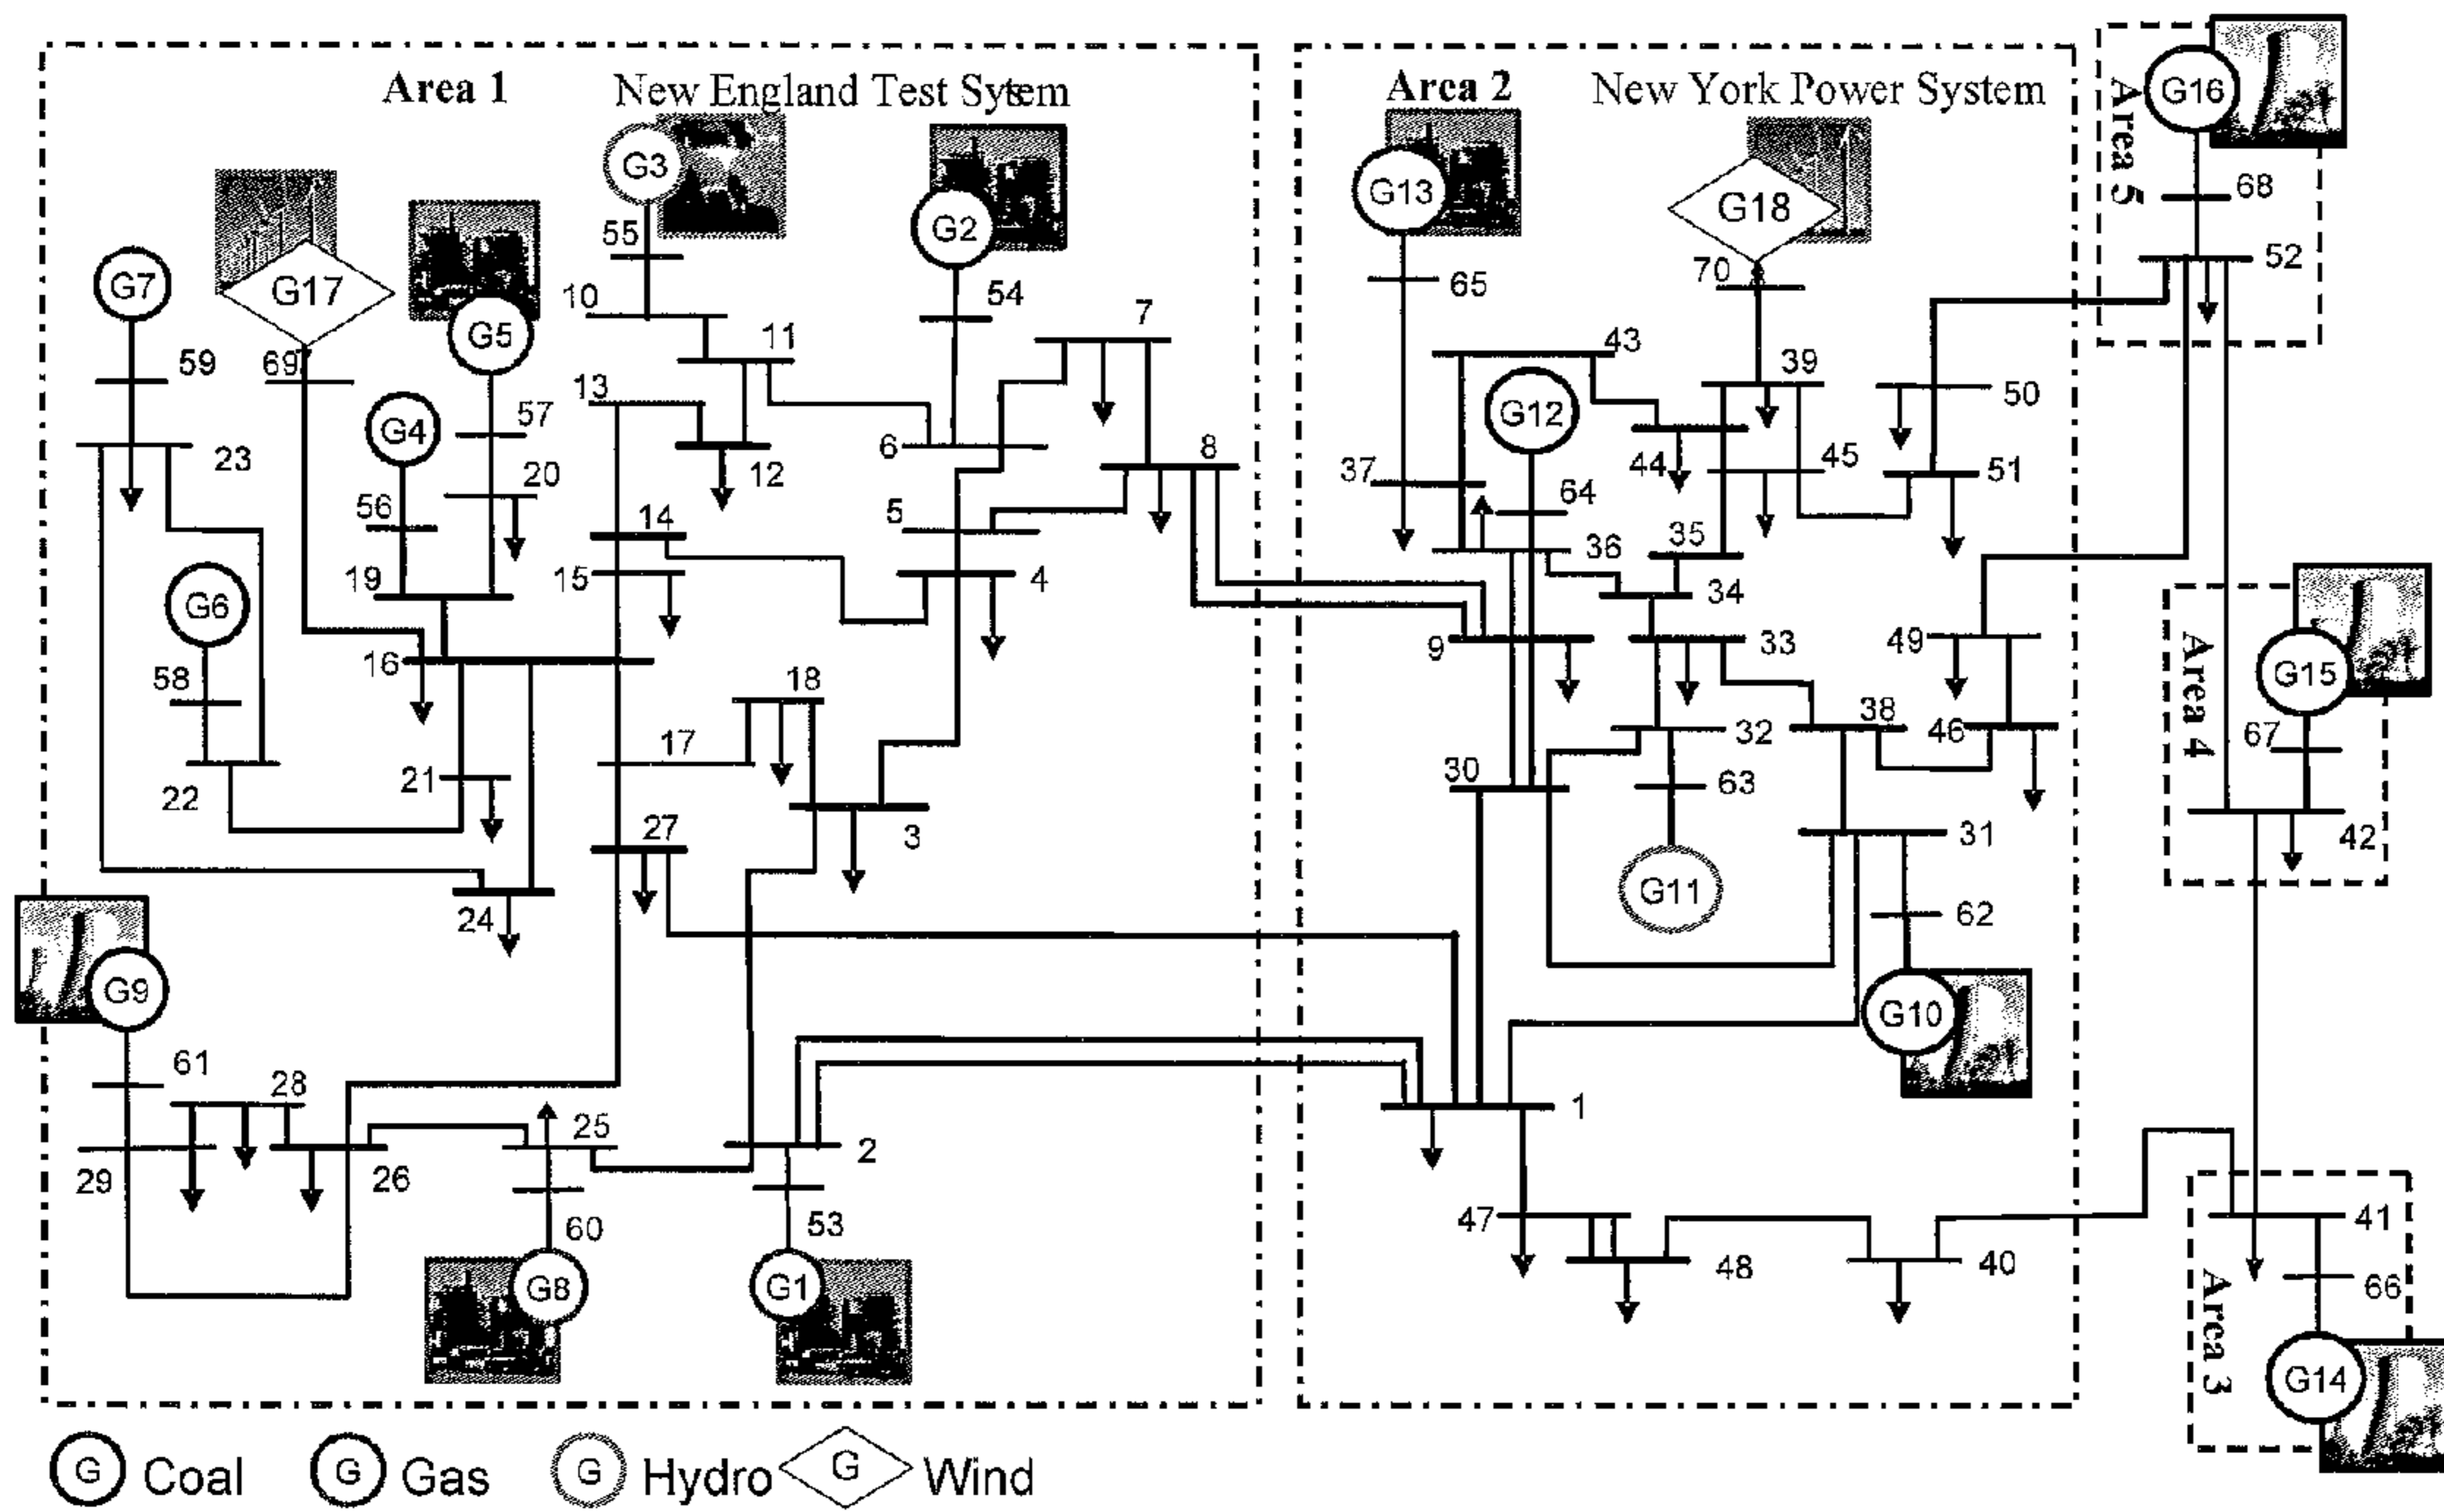 Area 1 New England Test Sytem
Area 2 New York Power System
Area 5
G16
68
52
G3
55
G2
54
G13
65
G18
70
G7
59
23
G17
69
G5
57
20
G4
56
19
10
11
13
12
6
7
8
5
14
4
15
G6
58
22
16
21
18
17
3
27
24
G9
61
28
29
26
25
60
G8
2
53
G1
43
39
G12
64
37
44
45
50
51
36
35
34
9
33
49
32
38
46
30
63
31
G11
62
G10
1
47
48
40
Area 4
G15
67
42
41
66
Area 3
G14
G Coal G Gas G Hydro G Wind